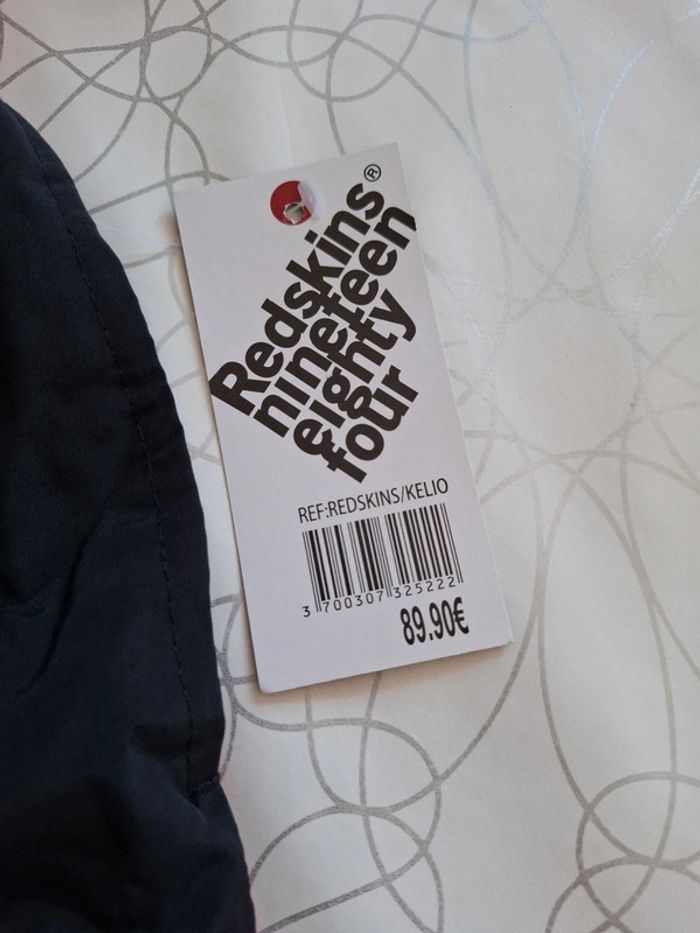 Redskins®
nineteen
eighty
four
REF:REDSKINS/KELIO
3 700307 325222
89.90€